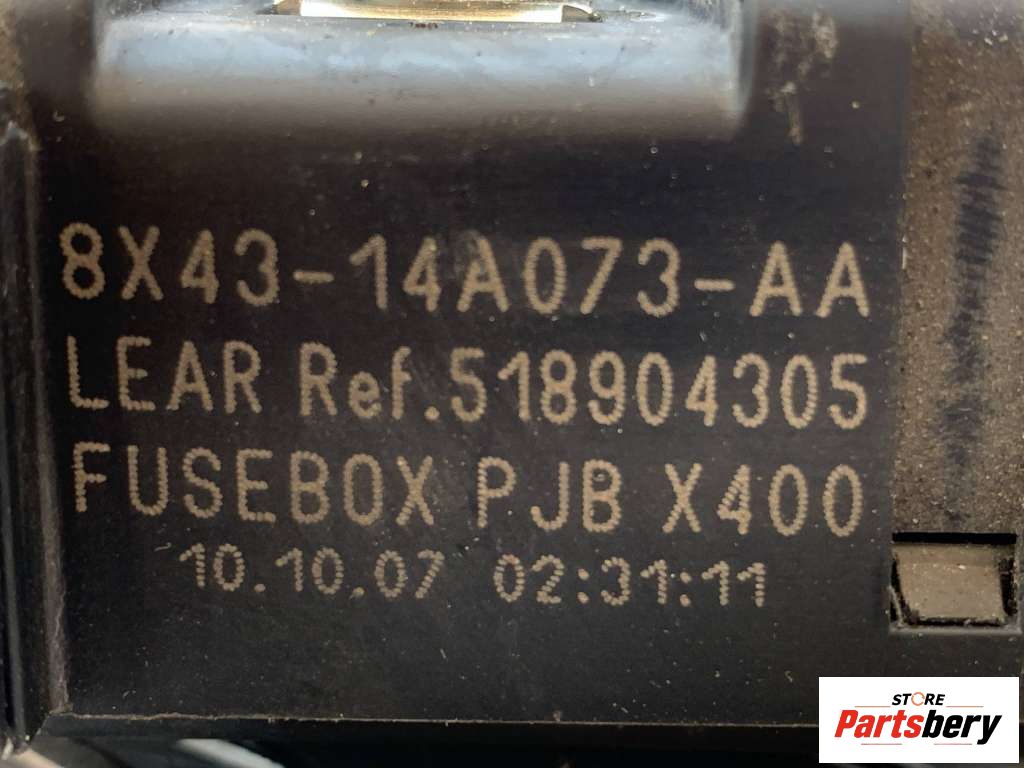 8X43-14A073-AA
LEAR Ref.518904305
FUSEBOX PJB X400
10.10.07 02:31:11
STORE
Partsbery